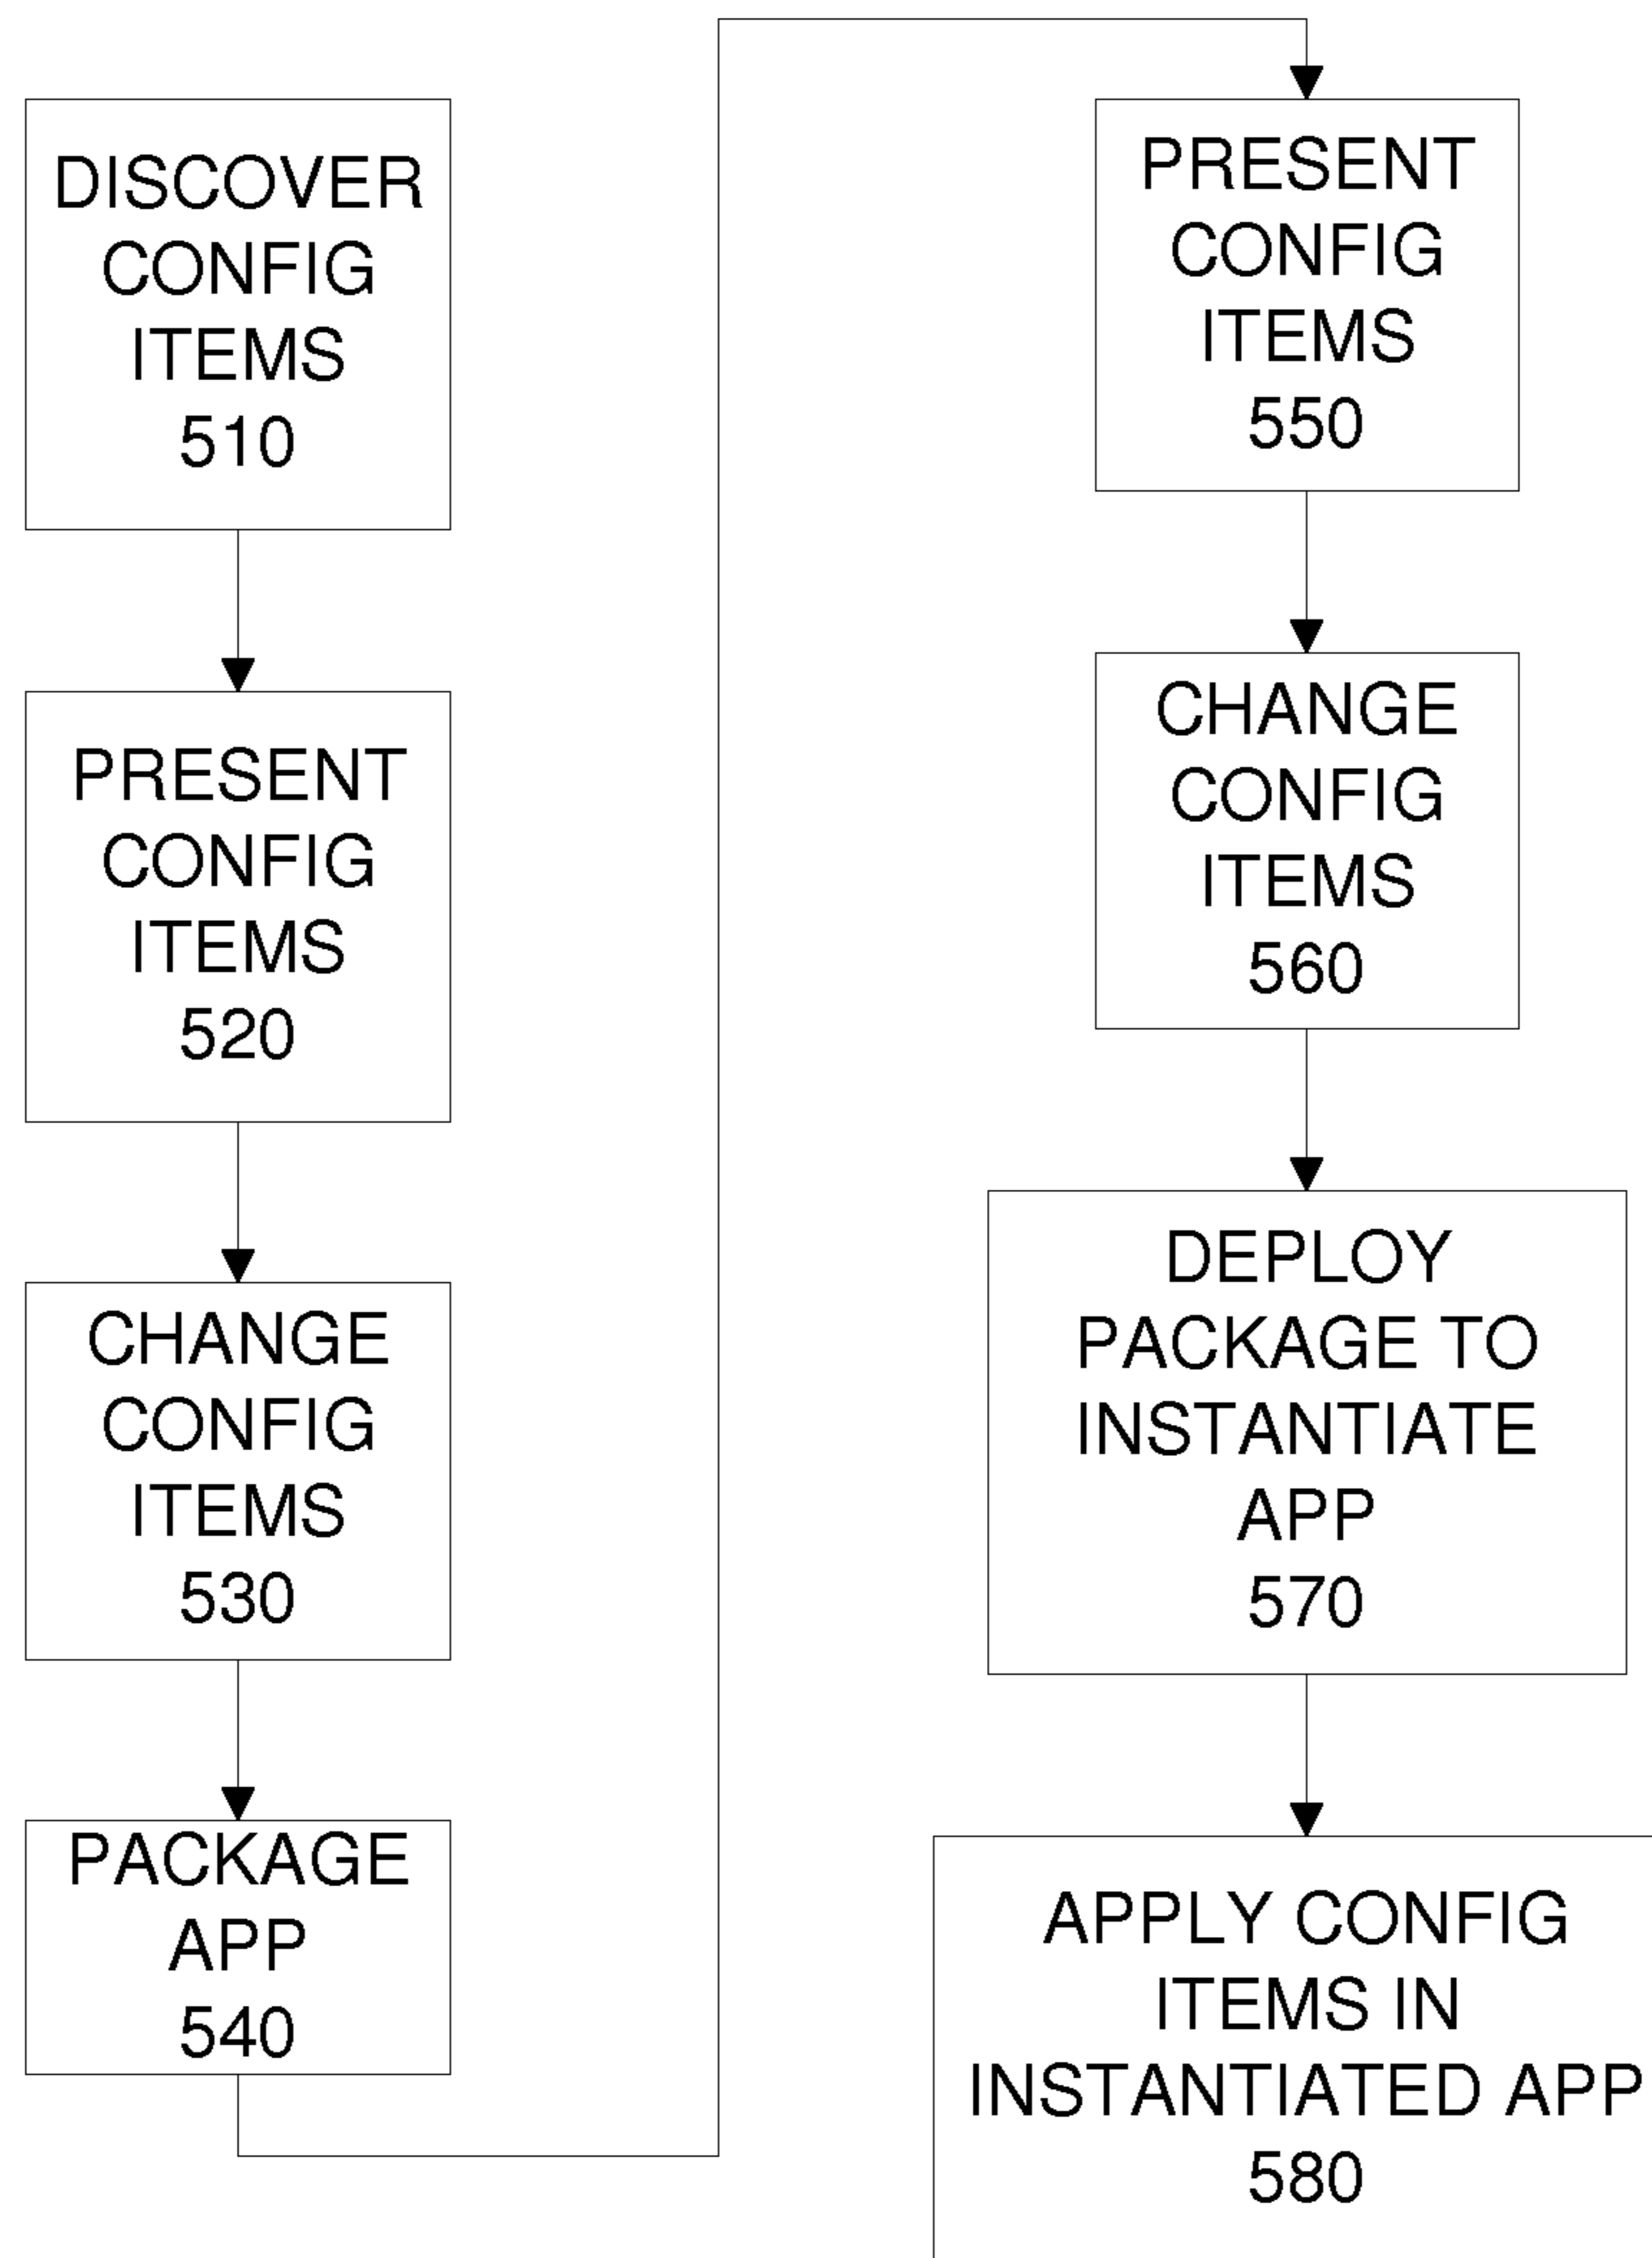 DISCOVER
CONFIG
ITEMS
510
PRESENT
CONFIG
ITEMS
520
CHANGE
CONFIG
ITEMS
530
PACKAGE
APP
540
PRESENT
CONFIG
ITEMS
550
CHANGE
CONFIG
ITEMS
560
DEPLOY
PACKAGE TO
INSTANTIATE
APP
570
APPLY CONFIG
ITEMS IN
INSTANTIATED APP
580